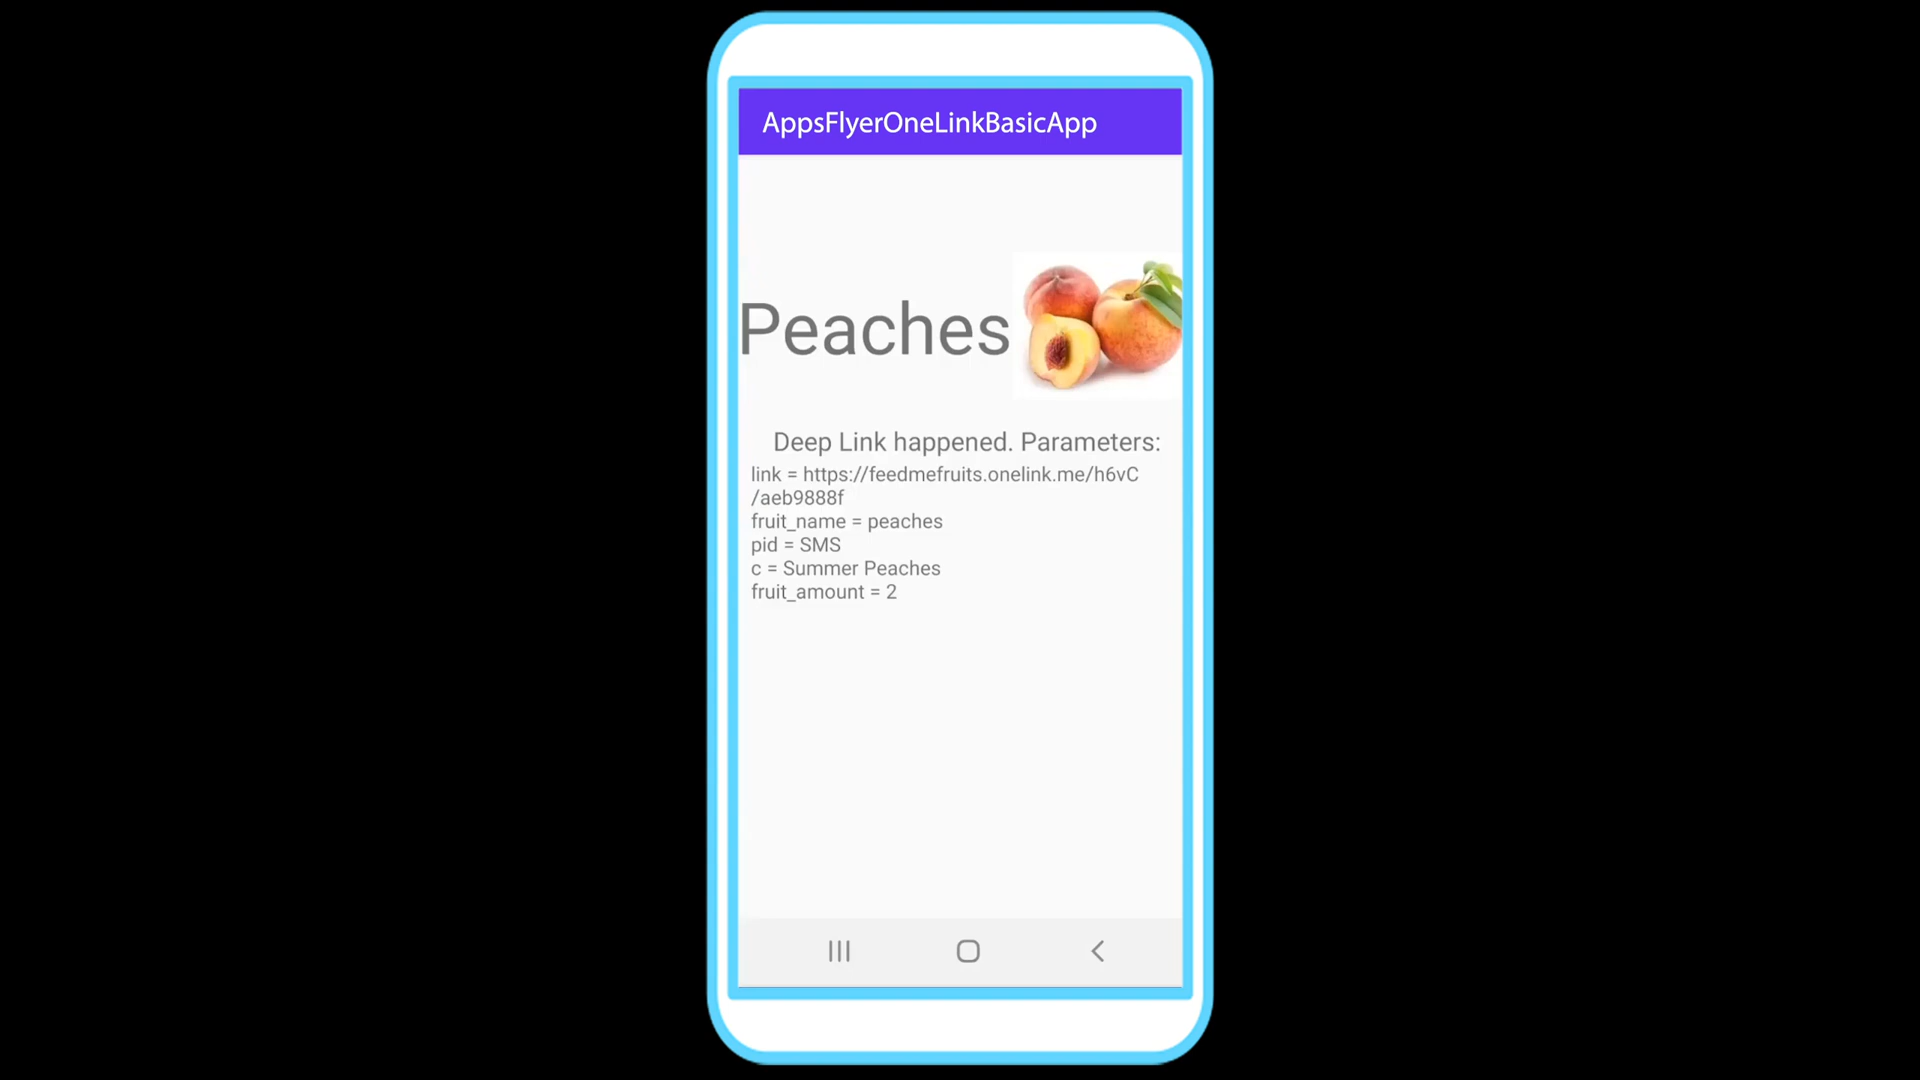 AppsFlyerOneLinkBasicApp
Peaches
Deep Link happened. Parameters:
link = https://feedmefruits.onelink.me/h6vC
/aeb9888f
fruit_name = peaches
pid = SMS
c = Summer Peaches
fruit_amount = 2